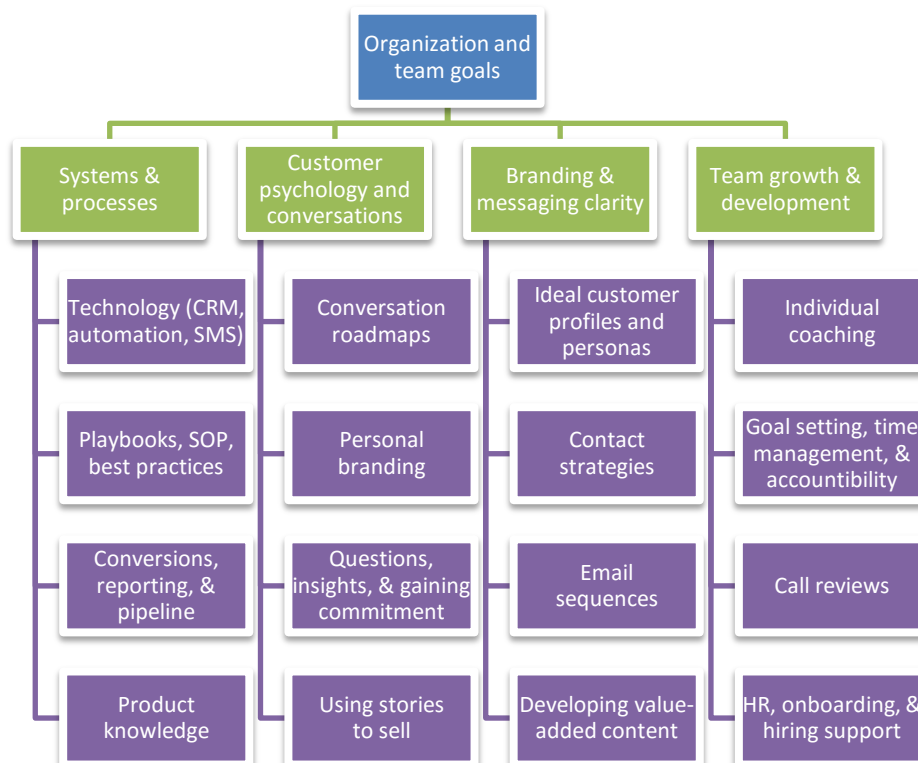 Organization and
team goals
Systems &
processes
Technology (CRM,
automation, SMS)
Playbooks, SOP,
best practices
Conversions,
reporting, &
pipeline
Product
knowledge
Customer
psychology and
conversations
Conversation
roadmaps
Personal
branding
Questions,
insights, & gaining
commitment
Using stories
to sell
Branding &
messaging clarity
Ideal customer
profiles and
personas
Contact
strategies
Email
sequences
Developing value-
added content
Team growth &
development
Individual
coaching
Goal setting, time
management, &
accountibility
Call reviews
HR, onboarding, &
hiring support